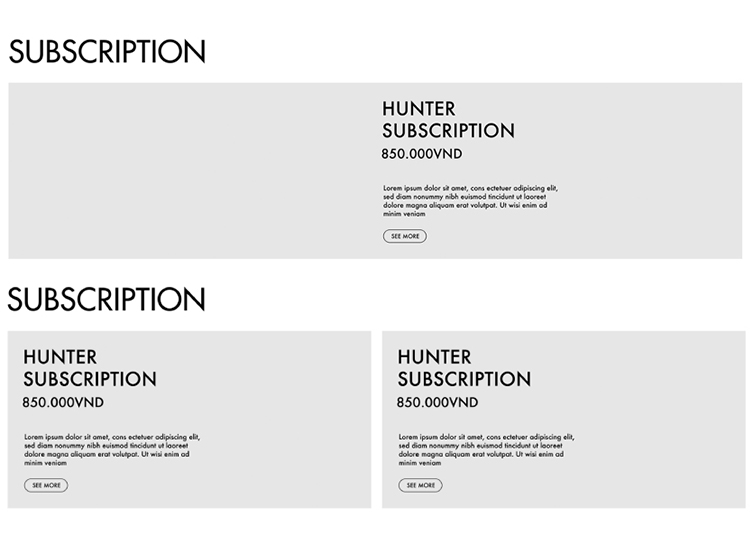 SUBSCRIPTION
HUNTER
SUBSCRIPTION
850.000VND
Lorem ipsum dolor sit amet, cons ectetuer adipiscing elit,
sed diam nonummy nibh euismod tincidunt ut laoreet
dolore magna aliquam erat volutpat. Ut wisi enim ad
minim veniam
SEE MORE
SUBSCRIPTION
HUNTER
SUBSCRIPTION
850.000VND
Lorem ipsum dolor sit amet, cons ectetuer adipiscing elit,
sed diam nonummy nibh euismod tincidunt ut laoreet
dolore magna aliquam erat volutpat. Ut wisi enim ad
minim veniam
SEE MORE
HUNTER
SUBSCRIPTION
850.000VND
Lorem ipsum dolor sit amet, cons ectetuer adipiscing elit,
sed diam nonummy nibh euismod tincidunt ut laoreet
dolore magna aliquam erat volutpat. Ut wisi enim ad
minim veniam
SEE MORE